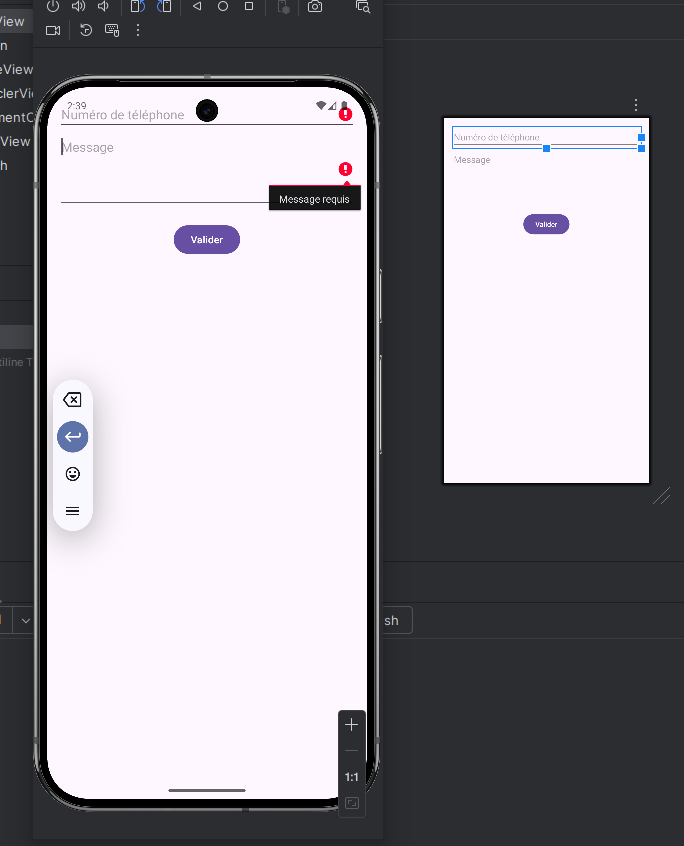 View
n
eView
clerVi
mentC
View
h
tiline T
2:39
Numéro de téléphone
Message
Message requis
Valider
1:1
sh
Numéro de téléphone
Message
Valider